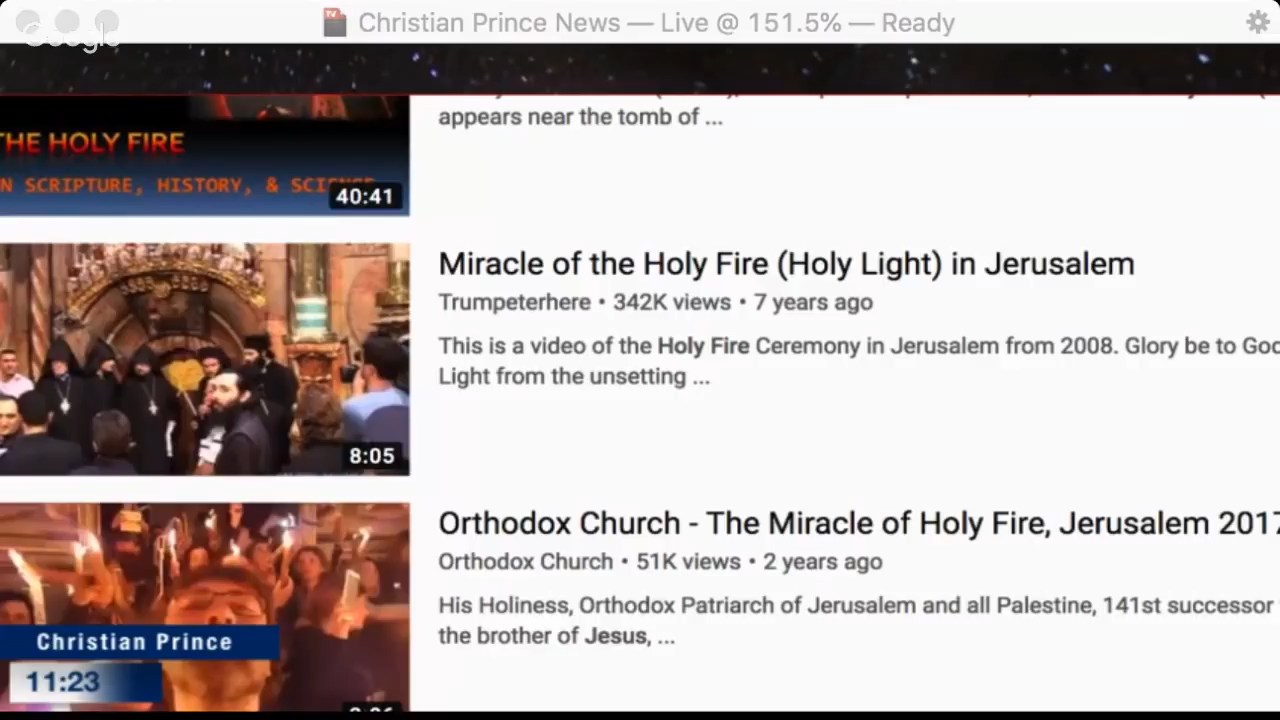 Christian Prince News — Live @ 151.5% — Ready
Google
appears near the tomb of ...
THE HOLY FIRE
N SCRIPTURE, HISTORY, & SCIENCE
40:41
Miracle of the Holy Fire (Holy Light) in Jerusalem
Trumpeterhere • 342K views • 7 years ago
This is a video of the Holy Fire Ceremony in Jerusalem from 2008. Glory be to God
Light from the unsetting ...
8:05
Orthodox Church - The Miracle of Holy Fire, Jerusalem 2017
Orthodox Church • 51K views • 2 years ago
His Holiness, Orthodox Patriarch of Jerusalem and all Palestine, 141st successor
the brother of Jesus, ...
Christian Prince
11:23